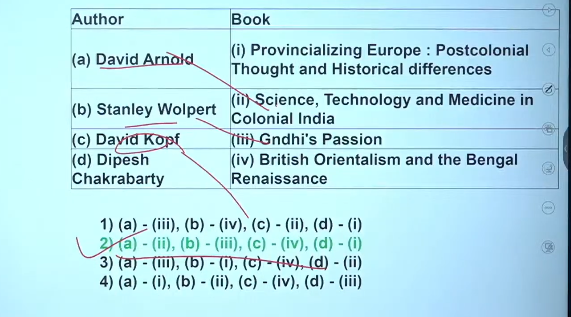 Author Book
(a) David Arnold
(i) Provincializing Europe : Postcolonial
Thought and Historical differences
(b) Stanley Wolpert
(ii) Science, Technology and Medicine in
Colonial India
(c) David Kopf
(iii) Gndhi's Passion
(d) Dipesh
Chakrabarty
(iv) British Orientalism and the Bengal
Renaissance
1) (a) - (iii), (b) - (iv), (c) - (ii), (d) - (i)
2) (a) - (ii), (b) - (iii), (c) - (iv), (d) - (i)
3) (a) - (iii), (b) - (i), (c) - (iv), (d) - (ii)
4) (a) - (i), (b) - (ii), (c) - (iv), (d) - (iii)